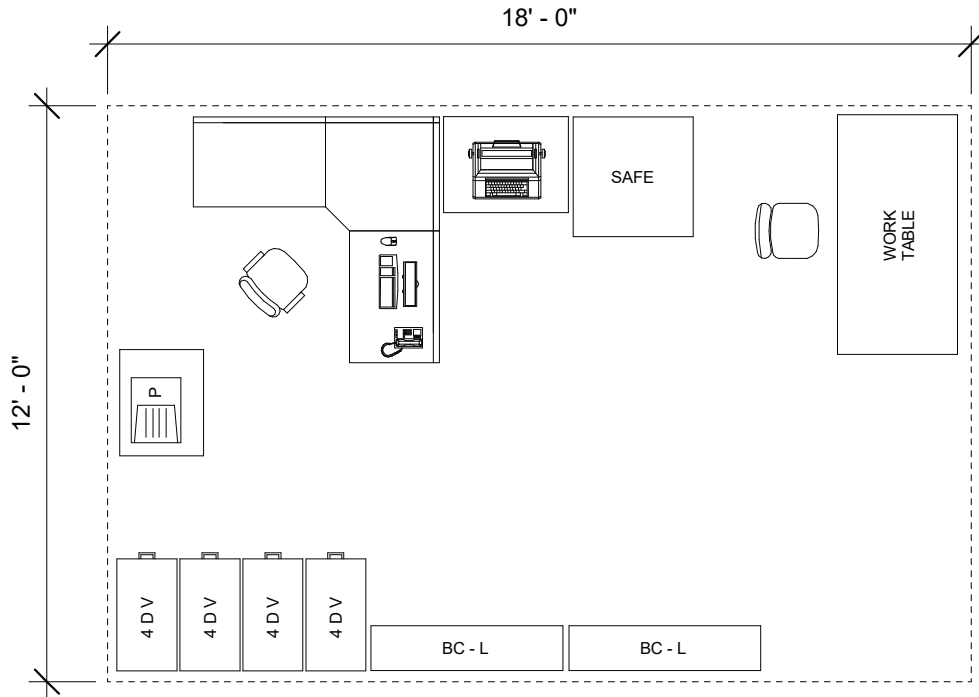 18' - 0"
12' - 0"
SAFE
WORK
TABLE
P
4 D V
4 D V
4 D V
4 D V
BC - L
BC - L